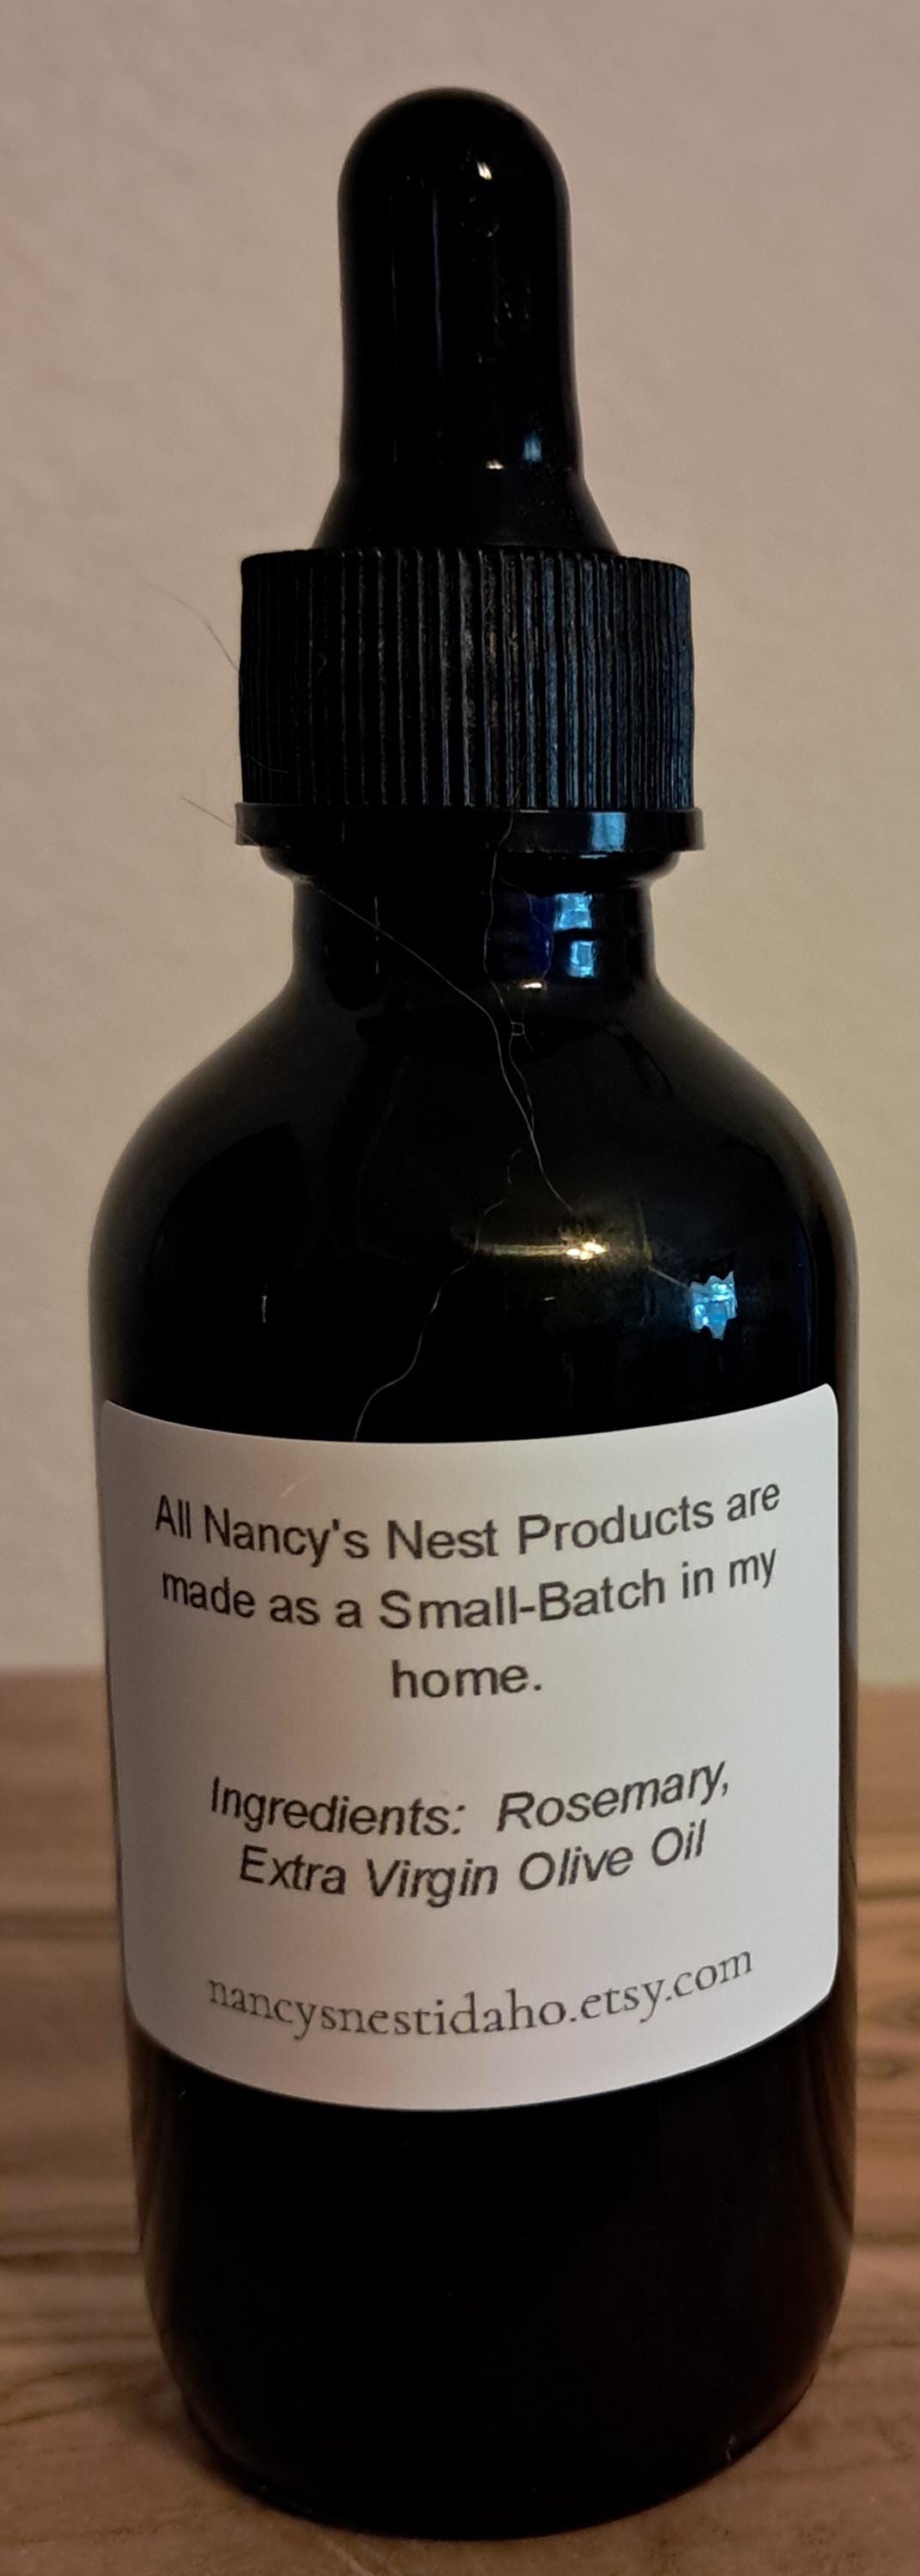 All Nancy's Nest Products are
made as a Small-Batch in my
home.
Ingredients: Rosemary,
Extra Virgin Olive Oil
nancysnestidaho.etsy.com